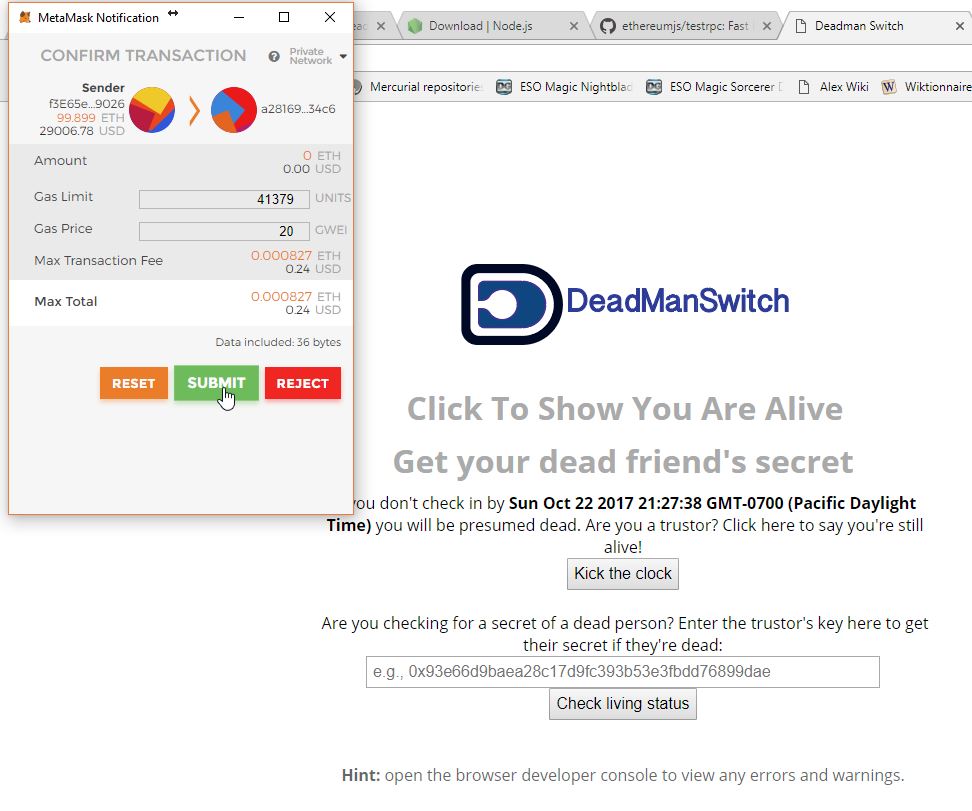 MetaMask Notification
CONFIRM TRANSACTION
Private
Network
Sender
f3E65e...9026
99.899 ETH
29006.78 USD
a28169...34c6
Amount
0 ETH
0.00 USD
Gas Limit
41379 UNITS
Gas Price
20 GWEI
Max Transaction Fee
0.000827 ETH
0.24 USD
Max Total
0.000827 ETH
0.24 USD
Data included: 36 bytes
RESET SUBMIT REJECT
Download | Node.js
ethereumjs/testrpc: Fast
Deadman Switch
Mercurial repositories
ESO Magic Nightblad
ESO Magic Sorcerer D
Alex Wiki
Wiktionnaire
DeadManSwitch
Click To Show You Are Alive
Get your dead friend's secret
you don't check in by Sun Oct 22 2017 21:27:38 GMT-0700 (Pacific Daylight
Time) you will be presumed dead. Are you a trustor? Click here to say you're still
alive!
Kick the clock
Are you checking for a secret of a dead person? Enter the trustor's key here to get
their secret if they're dead:
e.g., 0x93e66d9baea28c17d9fc393b53e3fbdd76899dae
Check living status
Hint: open the browser developer console to view any errors and warnings.